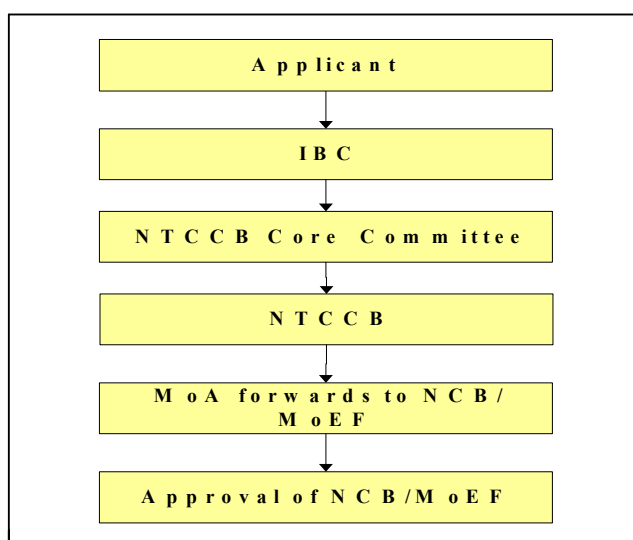 Applicant
IBC
NTCCB Core Committee
NTCCB
MoA forwards to NCB/
MoEF
Approval of NCB/MoEF